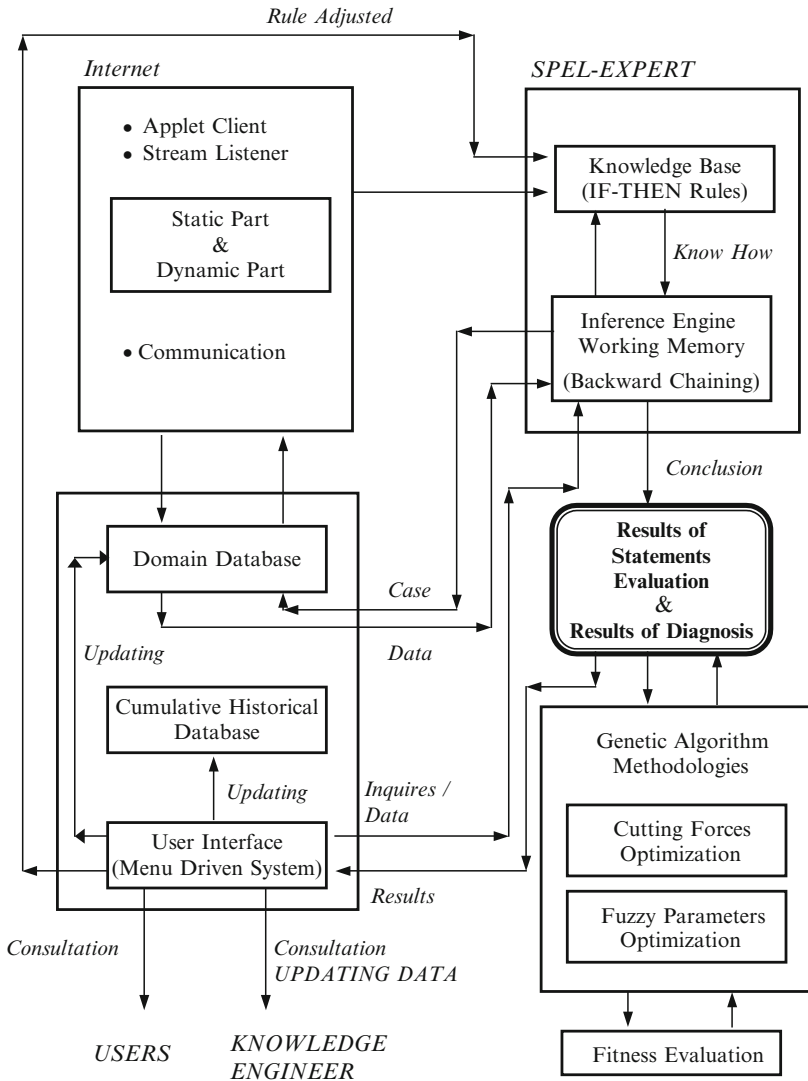 Rule Adjusted
Internet
SPEL-EXPERT
• Applet Client
• Stream Listener
Static Part
&
Dynamic Part
• Communication
Knowledge Base
(IF-THEN Rules)
Know How
Inference Engine
Working Memory
(Backward Chaining)
Conclusion
Domain Database
Case
Data
Updating
Results of
Statements
Evaluation
&
Results of Diagnosis
Cumulative Historical
Database
Updating
Inquires /
Data
User Interface
(Menu Driven System)
Results
Genetic Algorithm
Methodologies
Cutting Forces
Optimization
Fuzzy Parameters
Optimization
Consultation
Consultation
UPDATING DATA
USERS
KNOWLEDGE
ENGINEER
Fitness Evaluation